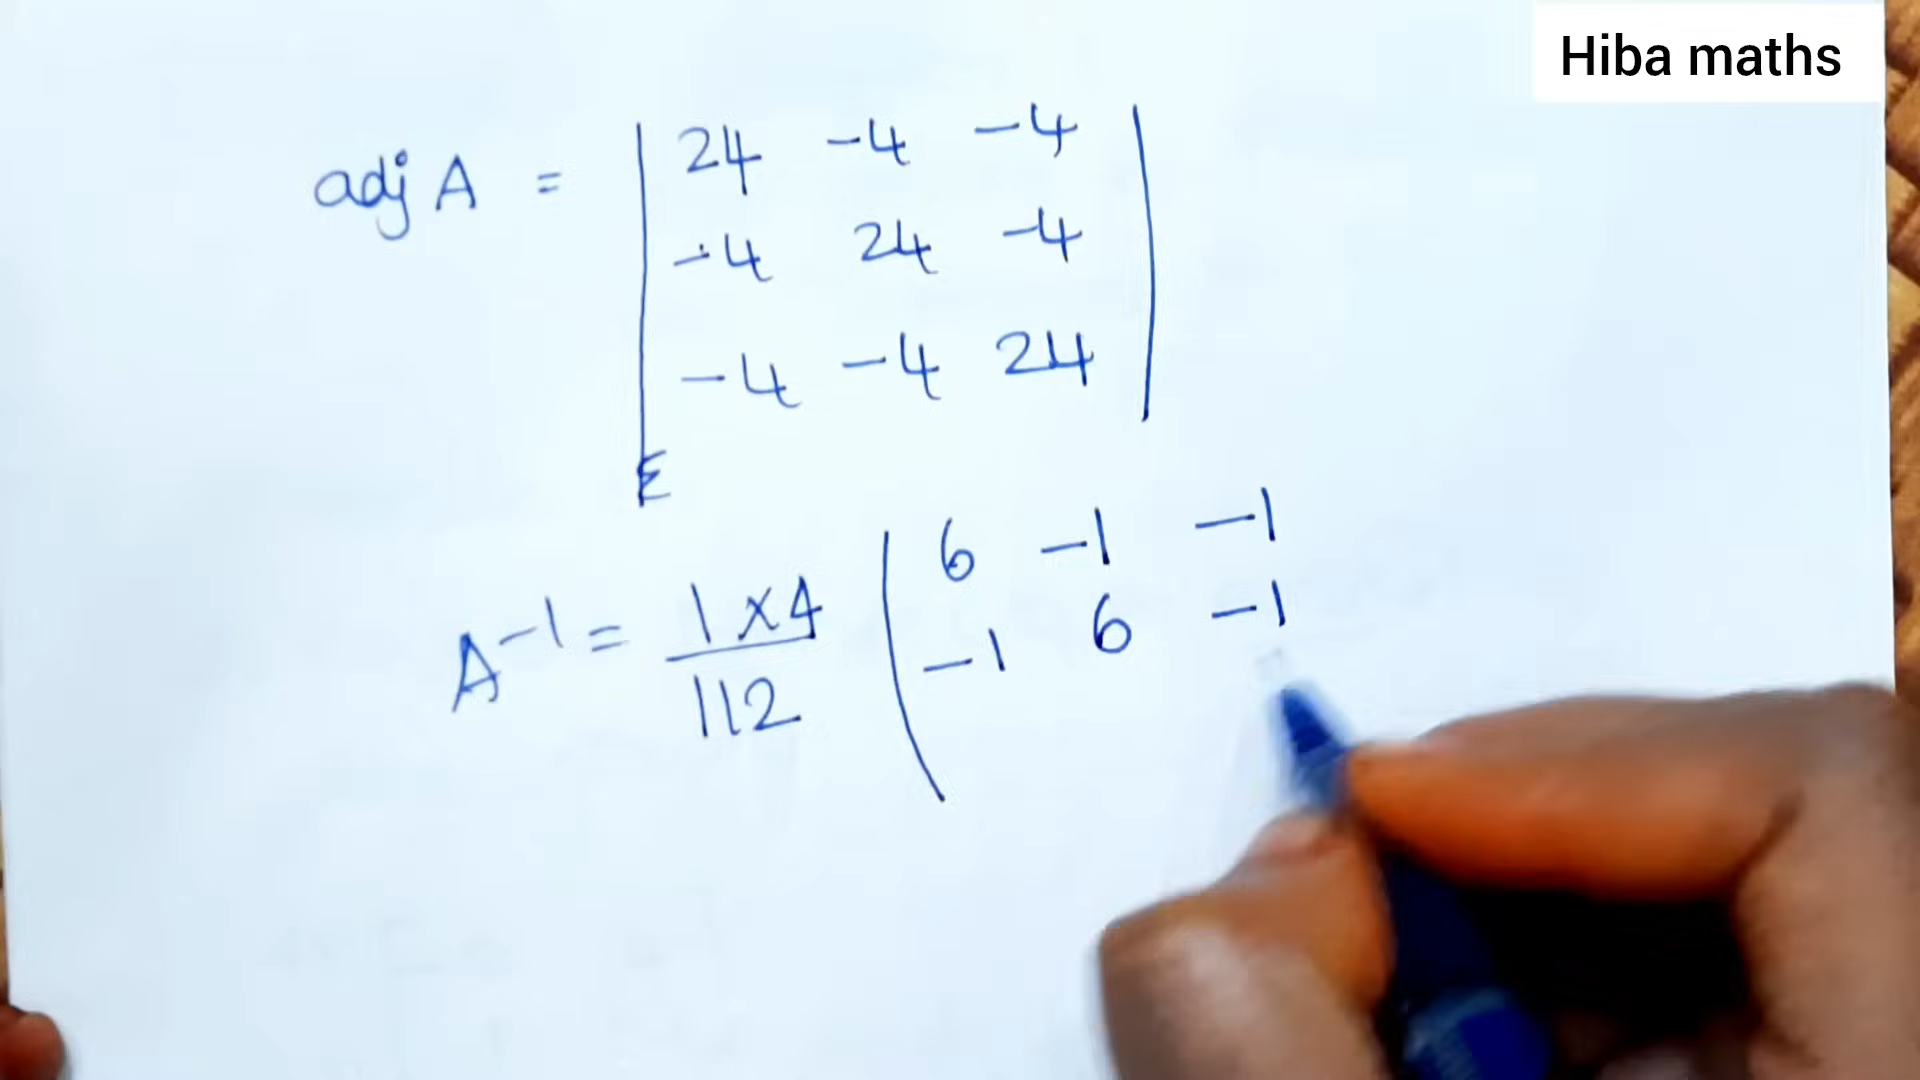 Hiba maths
adj A = | 24 -4 -4 |
-4 24 -4
-4 -4 24
A⁻¹ = 1 x 4 / 112 ( 6 -1 -1
-1 6 -1